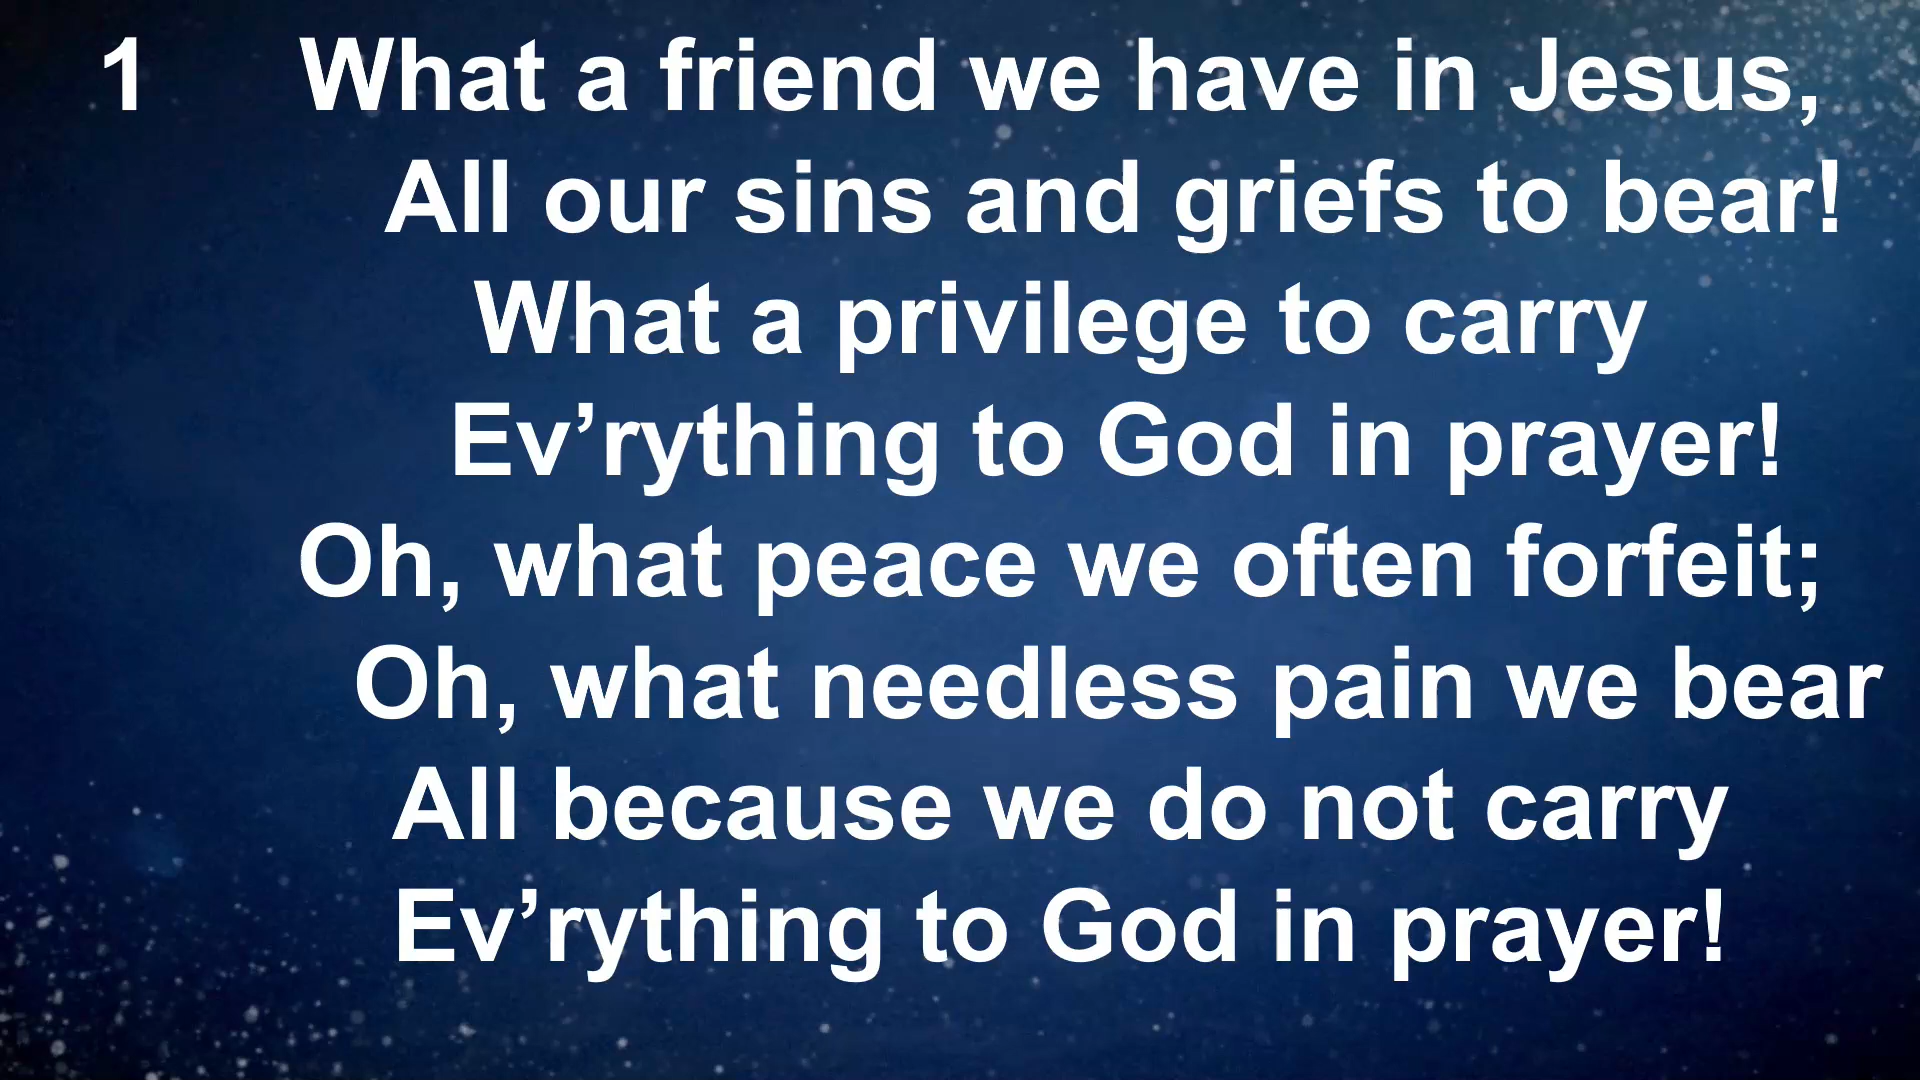 1 What a friend we have in Jesus,
All our sins and griefs to bear!
What a privilege to carry
Ev’rything to God in prayer!
Oh, what peace we often forfeit;
Oh, what needless pain we bear
All because we do not carry
Ev’rything to God in prayer!